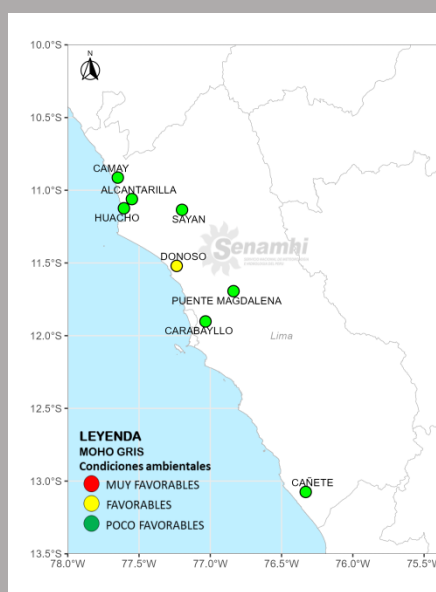 10.0°S
N
10.5°S
CAMAY
11.0°S
ALCANTARILLA
HUACHO
SAYAN
Senamhi
DONOSO
11.5°S
PUENTE MAGDALENA
12.0°S
CARABAYLLO
Lima
12.5°S
LEYENDA
MOHO GRIS
Condiciones ambientales
MUY FAVORABLES
FAVORABLES
POCO FAVORABLES
CAÑETE
13.0°S
13.5°S
78.0°W 77.5°W 77.0°W 76.5°W 76.0°W 75.5°W